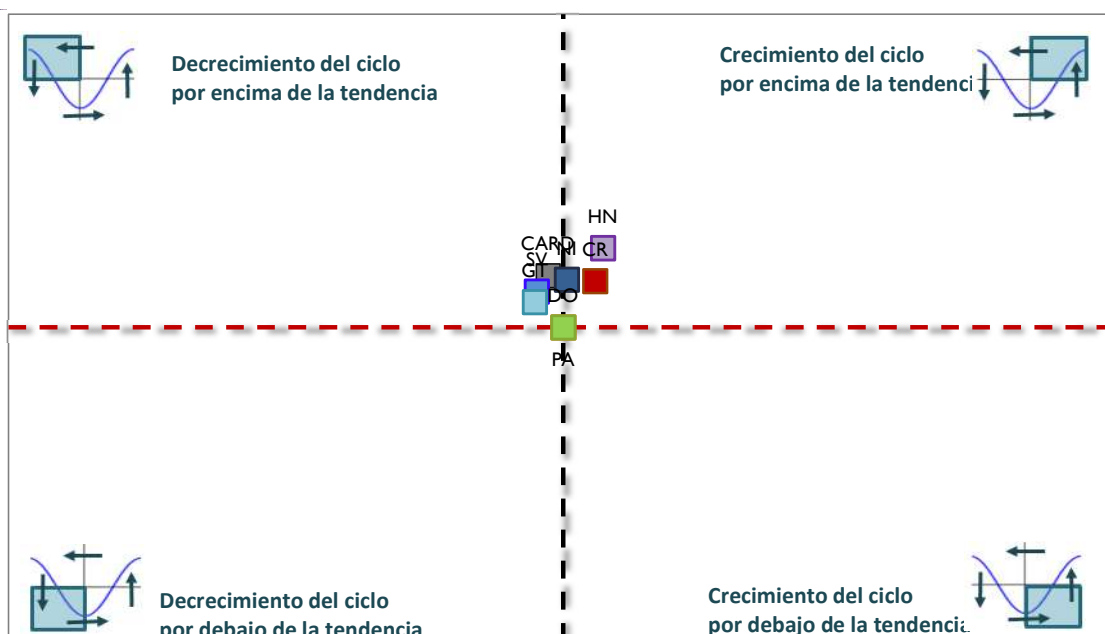 Decrecimiento del ciclo
por encima de la tendencia
Crecimiento del ciclo
por encima de la tendenci
HN
CARD
NI
CR
SV
GT
DO
PA
Decrecimiento del ciclo
por debajo de la tendencia
Crecimiento del ciclo
por debajo de la tendencia